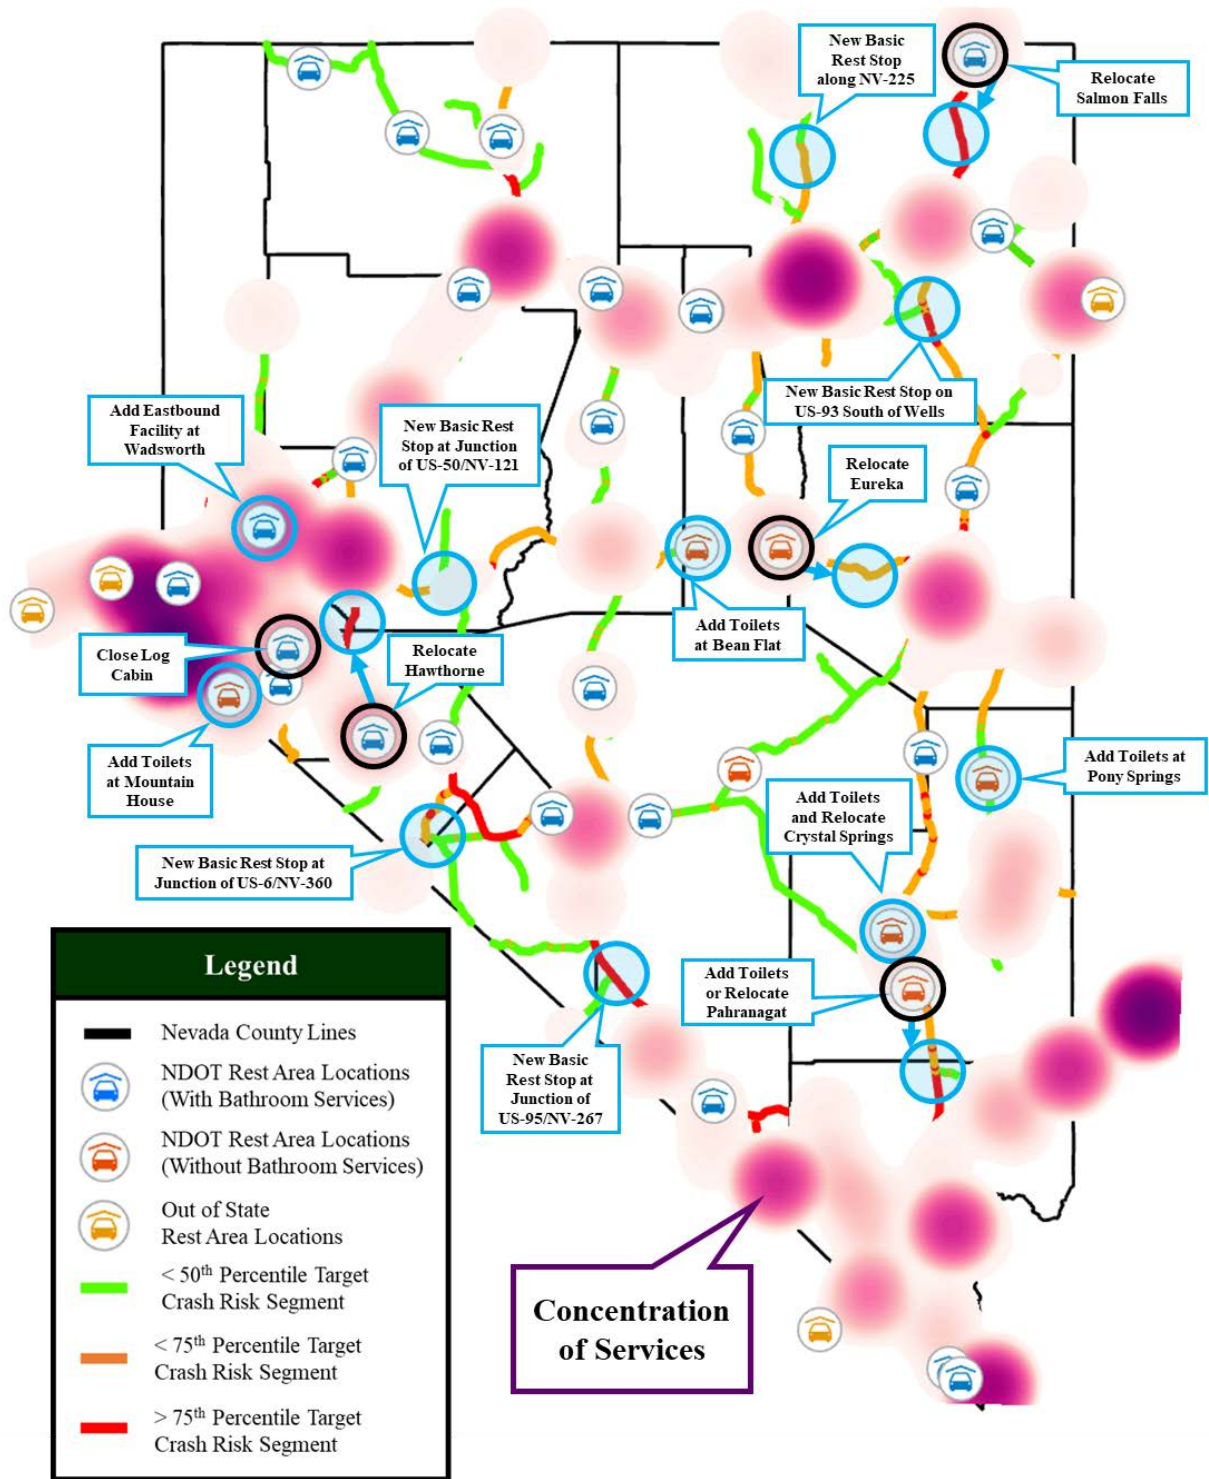 New Basic
Rest Stop
along NV-225
Relocate
Salmon Falls
New Basic Rest Stop on
US-93 South of Wells
Add Eastbound
Facility at
Wadsworth
New Basic Rest
Stop at Junction
of US-50/NV-121
Relocate
Eureka
Add Toilets
at Bean Flat
Close Log
Cabin
Relocate
Hawthorne
Add Toilets
at Mountain
House
Add Toilets at
Pony Springs
Add Toilets
and Relocate
Crystal Springs
New Basic Rest Stop at
Junction of US-6/NV-360
Add Toilets
or Relocate
Pahranagat
New Basic
Rest Stop at
Junction of
US-95/NV-267
Concentration
of Services
Legend
Nevada County Lines
NDOT Rest Area Locations
(With Bathroom Services)
NDOT Rest Area Locations
(Without Bathroom Services)
Out of State
Rest Area Locations
< 50th Percentile Target
Crash Risk Segment
< 75th Percentile Target
Crash Risk Segment
> 75th Percentile Target
Crash Risk Segment